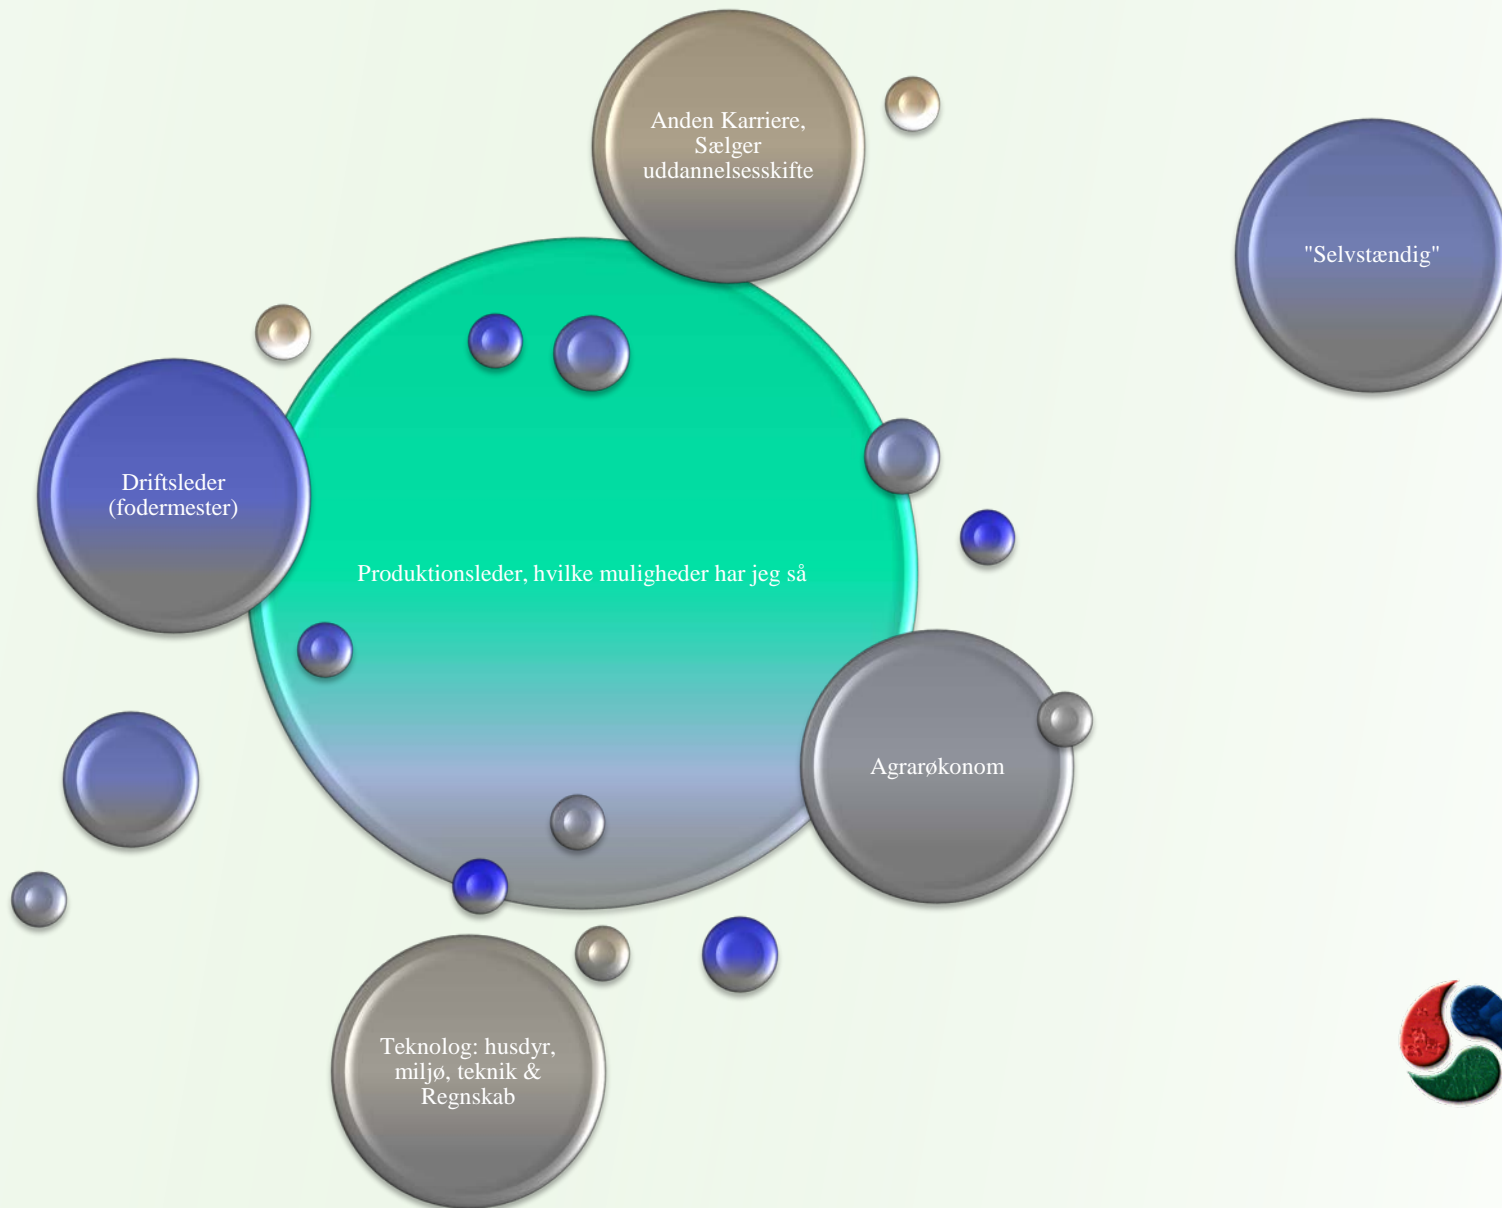 Anden Karriere,
Sælger
uddannelsesskifte
"Selvstændig"
Driftsleder
(fodermester)
Produktionsleder, hvilke muligheder har jeg så
Agrarøkonom
Teknolog: husdyr,
miljø, teknik &
Regnskab